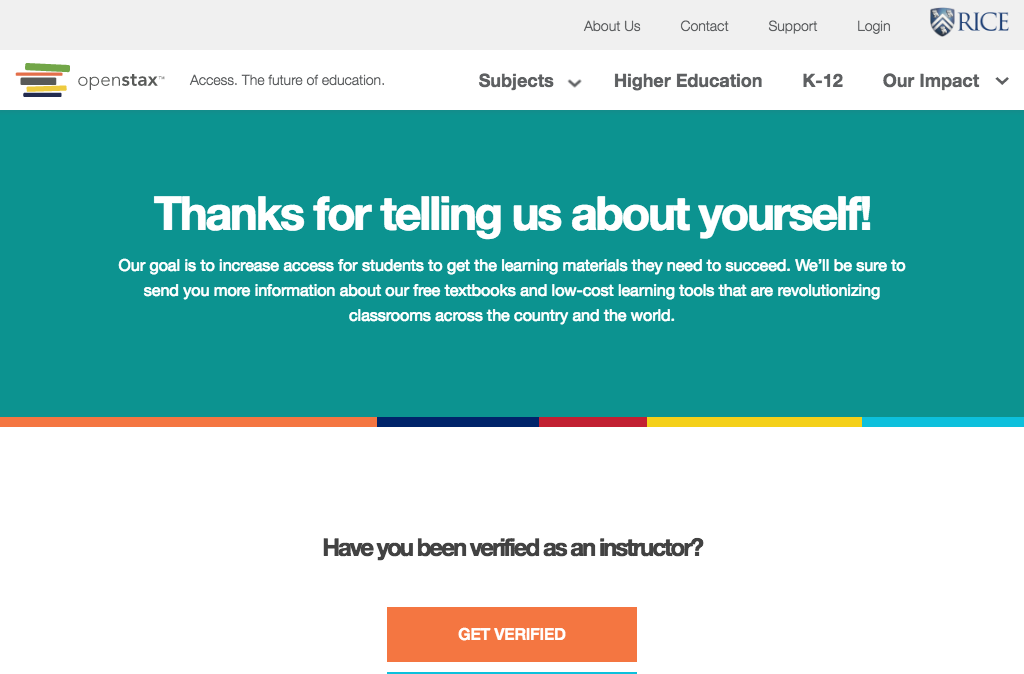 About Us Contact Support Login RICE
openstax™ Access. The future of education. Subjects Higher Education K-12 Our Impact
Thanks for telling us about yourself!
Our goal is to increase access for students to get the learning materials they need to succeed. We’ll be sure to
send you more information about our free textbooks and low-cost learning tools that are revolutionizing
classrooms across the country and the world.
Have you been verified as an instructor?
GET VERIFIED